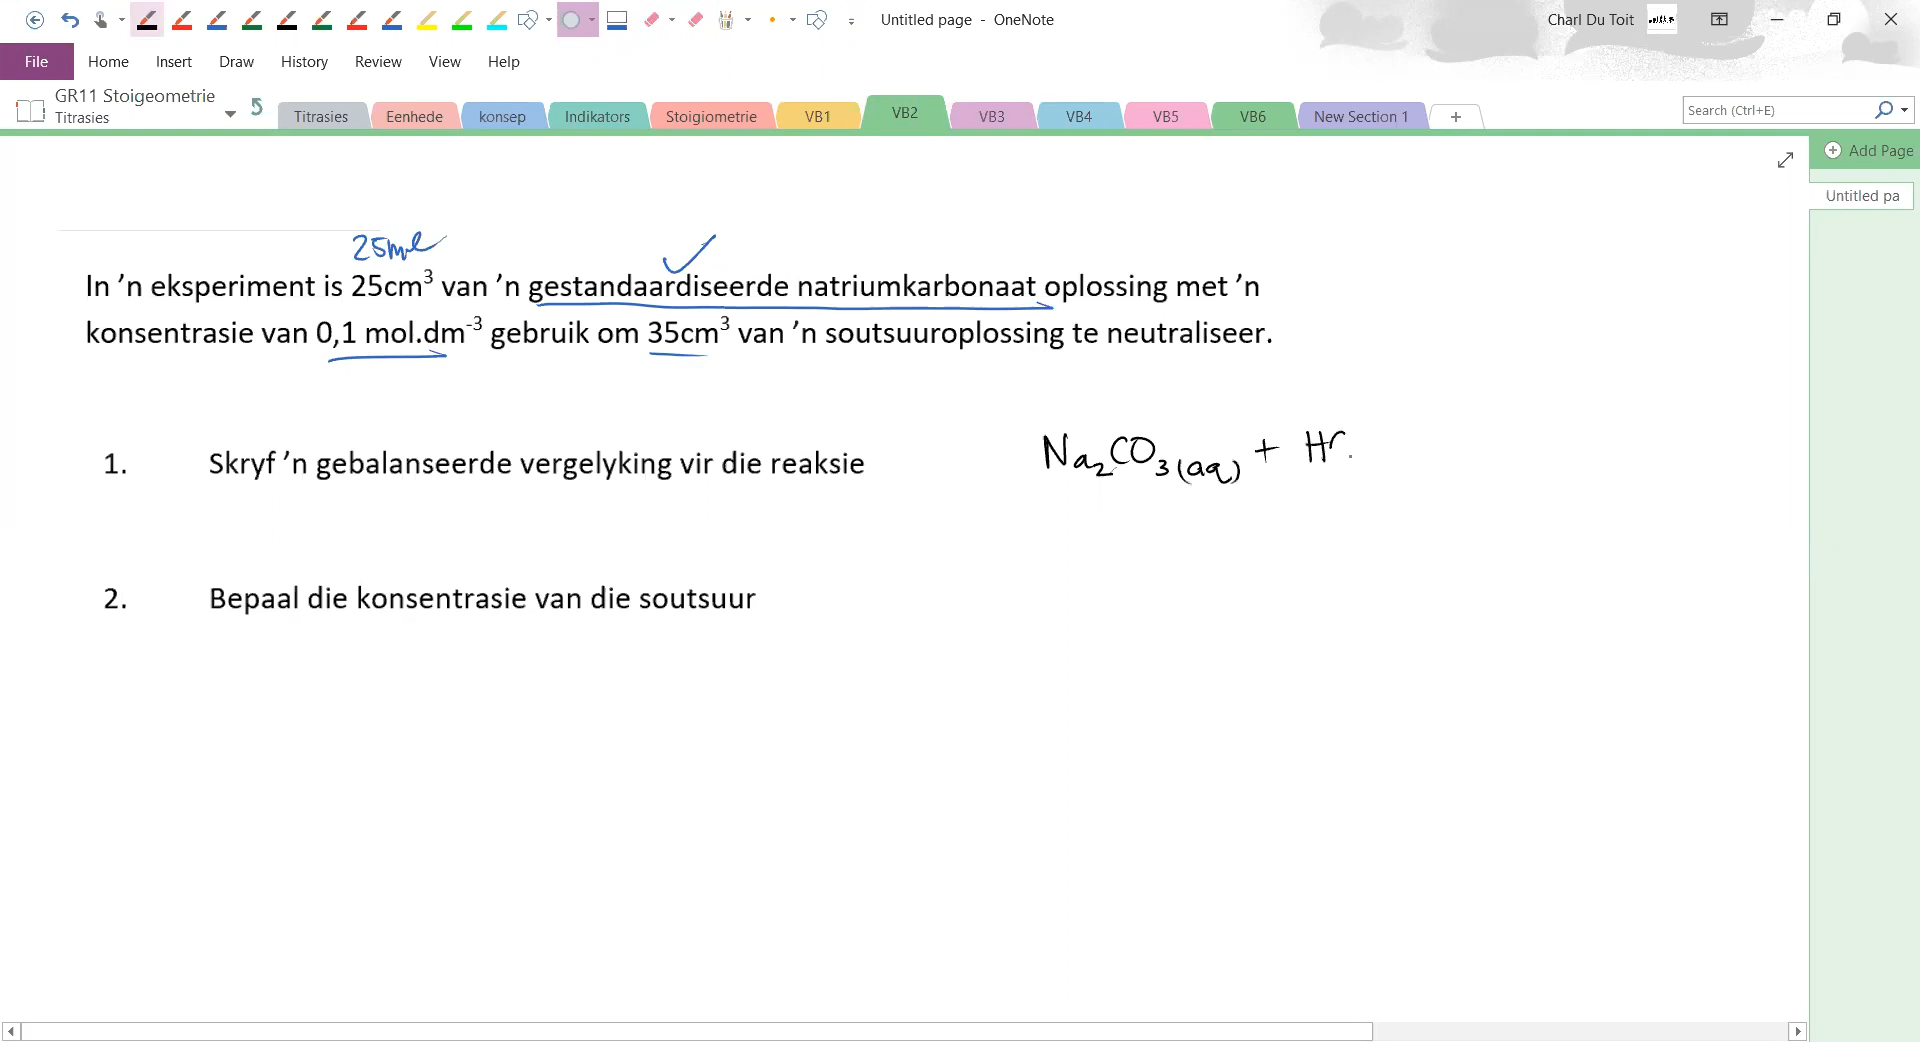 Untitled page - OneNote
Charl Du Toit
File Home Insert Draw History Review View Help
GR11 Stoigeometrie
Titrasies
Titrasies Eenhede konsep Indikators Stoigiometrie VB1 VB2 VB3 VB4 VB5 VB6 New Section 1 +
Search (Ctrl+E)
Add Page
Untitled pa
25ml
In ’n eksperiment is 25cm³ van ’n gestandaardiseerde natriumkarbonaat oplossing met ’n
konsentrasie van 0,1 mol.dm⁻³ gebruik om 35cm³ van ’n soutsuuroplossing te neutraliseer.
1. Skryf ’n gebalanseerde vergelyking vir die reaksie
Na₂CO₃(aq) + H
2. Bepaal die konsentrasie van die soutsuur